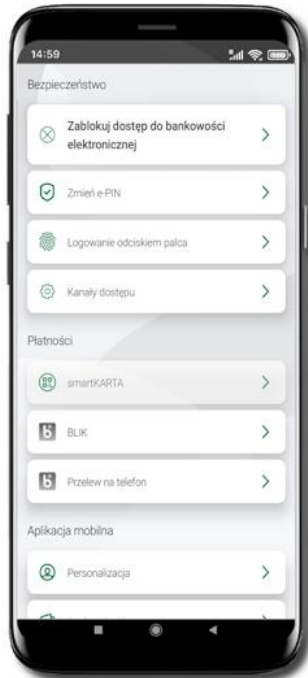 14:59
Bezpieczeństwo
Zablokuj dostęp do bankowości
elektronicznej
Zmień e-PIN
Logowanie odciskiem palca
Kanały dostępu
Płatności
smartKARTA
BLIK
Przelew na telefon
Aplikacja mobilna
Personalizacja